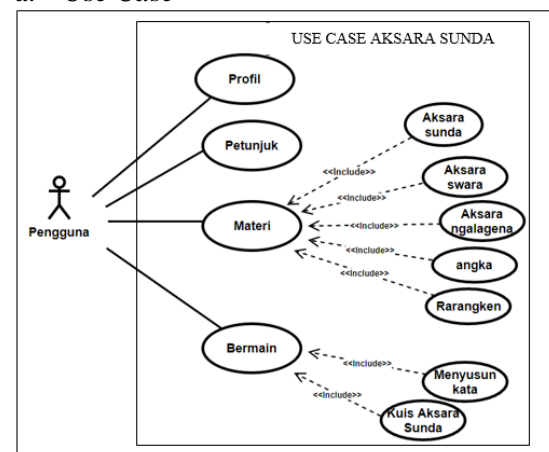 a. Use Case
USE CASE AKSARA SUNDA
Profil
Petunjuk
Pengguna
Materi
Bermain
Aksara
sunda
<<Include>>
Aksara
swara
<<Include>>
Aksara
ngalagena
<<Include>>
angka
<<Include>>
Rarangken
<<Include>>
Menyusun
kata
<<Include>>
Kuis Aksara
Sunda
<<Include>>